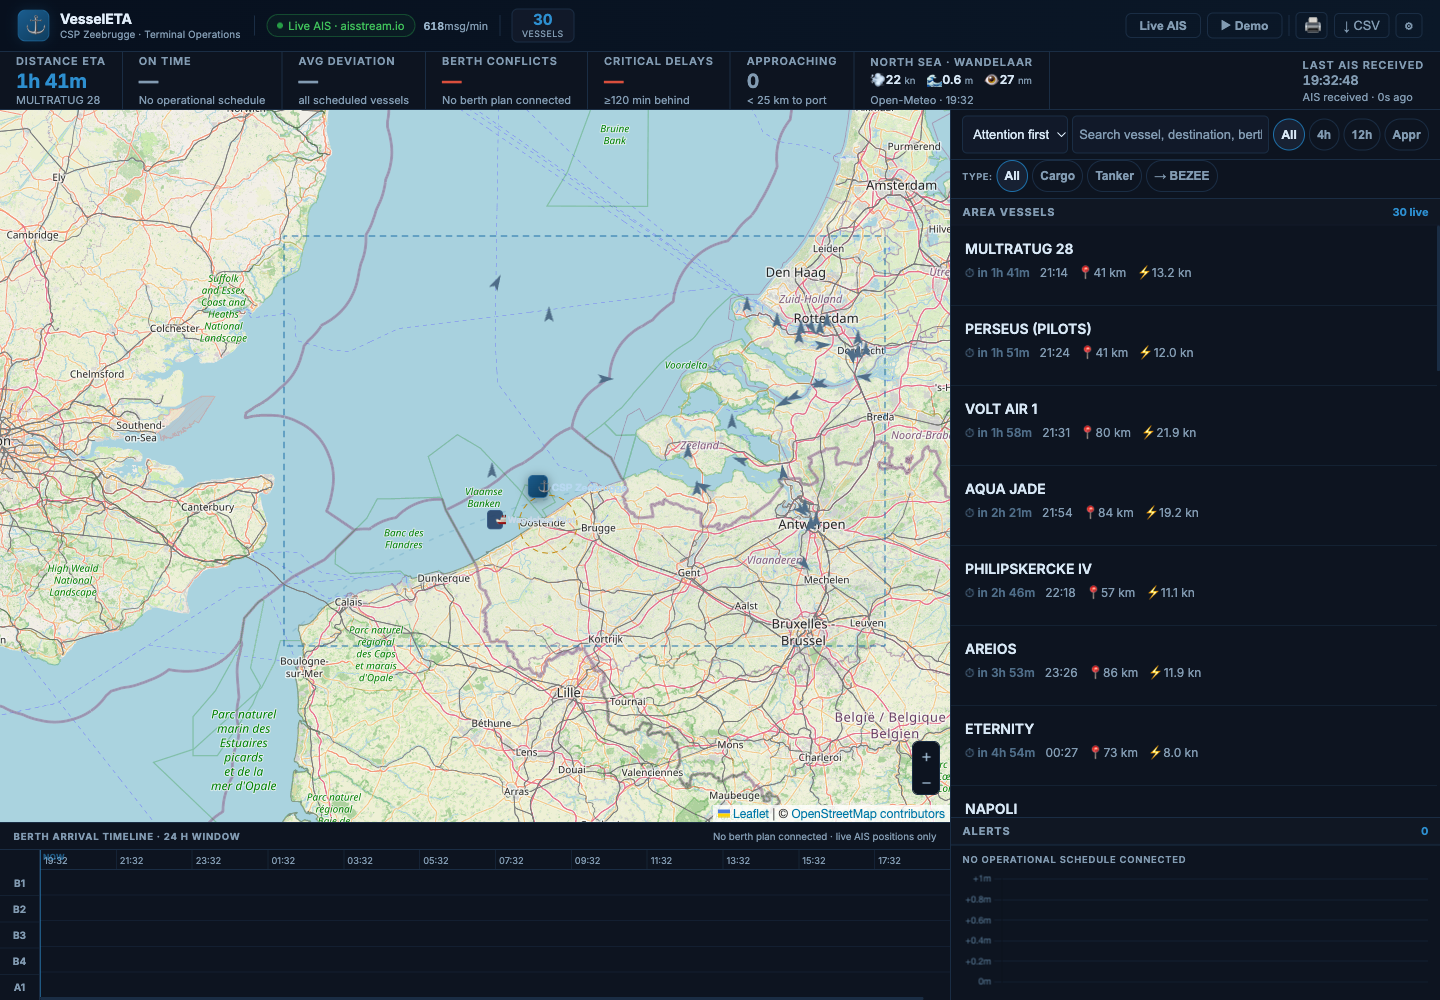 VesselETA
CSP Zeebrugge · Terminal Operations
Live AIS · aisstream.io
618msg/min
30
VESSELS
Live AIS
▶ Demo
↓ CSV
DISTANCE ETA
1h 41m
MULTRATUG 28
ON TIME
—
No operational schedule
AVG DEVIATION
—
all scheduled vessels
BERTH CONFLICTS
—
No berth plan connected
CRITICAL DELAYS
—
≥120 min behind
APPROACHING
0
< 25 km to port
NORTH SEA · WANDELAAR
22 kn 0.6 m 27 nm
Open-Meteo · 19:32
LAST AIS RECEIVED
19:32:48
AIS received · 0s ago
Bruine
Bank
Ely
Cambridge
Suffolk
and Essex
Coast and
Heaths
National
Landscape
Colchester
Chelmsford
Southend-
on-Sea
Canterbury
High Weald
National
Landscape
Purmerend
Amsterdam
Leiden
Hilve
Den Haag
Utre
Zuid-Holland
Rotterdam
Dordrecht
Voordelta
's-H
Breda
Noord-Brab
Zeeland
Vlaamse
Banken
CSP Zeebrugge
Oostende
Brugge
Antwerpen
Banc des
Flandres
Dunkerque
Gent
Vlaanderen
Mechelen
Calais
Aalst
Bruxelles -
Brussel
Leuven
Parc naturel
régional
des Caps
et marais
d'Opale
Kortrijk
Boulogne-
sur-Mer
Lille
Tournai
België / Belgique
Belgien
Parc naturel
marin des
Estuaires
picards
et de la
mer d'Opale
Béthune
Lens
Mons
Charleroi
Douai
Valenciennes
Arras
Maubeuge
Parc naturel
régional
Baie de
+
−
Leaflet | © OpenStreetMap contributors
Attention first
Search vessel, destination, bert
All
4h
12h
Appr
TYPE:
All
Cargo
Tanker
→ BEZEE
AREA VESSELS
30 live
MULTRATUG 28
in 1h 41m 21:14 41 km 13.2 kn
PERSEUS (PILOTS)
in 1h 51m 21:24 41 km 12.0 kn
VOLT AIR 1
in 1h 58m 21:31 80 km 21.9 kn
AQUA JADE
in 2h 21m 21:54 84 km 19.2 kn
PHILIPSKERCKE IV
in 2h 46m 22:18 57 km 11.1 kn
AREIOS
in 3h 53m 23:26 86 km 11.9 kn
ETERNITY
in 4h 54m 00:27 73 km 8.0 kn
NAPOLI
ALERTS
0
NO OPERATIONAL SCHEDULE CONNECTED
+1m
+0.8m
+0.6m
+0.4m
+0.2m
0m
BERTH ARRIVAL TIMELINE · 24 H WINDOW
No berth plan connected · live AIS positions only
NOW
19:32 21:32 23:32 01:32 03:32 05:32 07:32 09:32 11:32 13:32 15:32 17:32
B1
B2
B3
B4
A1